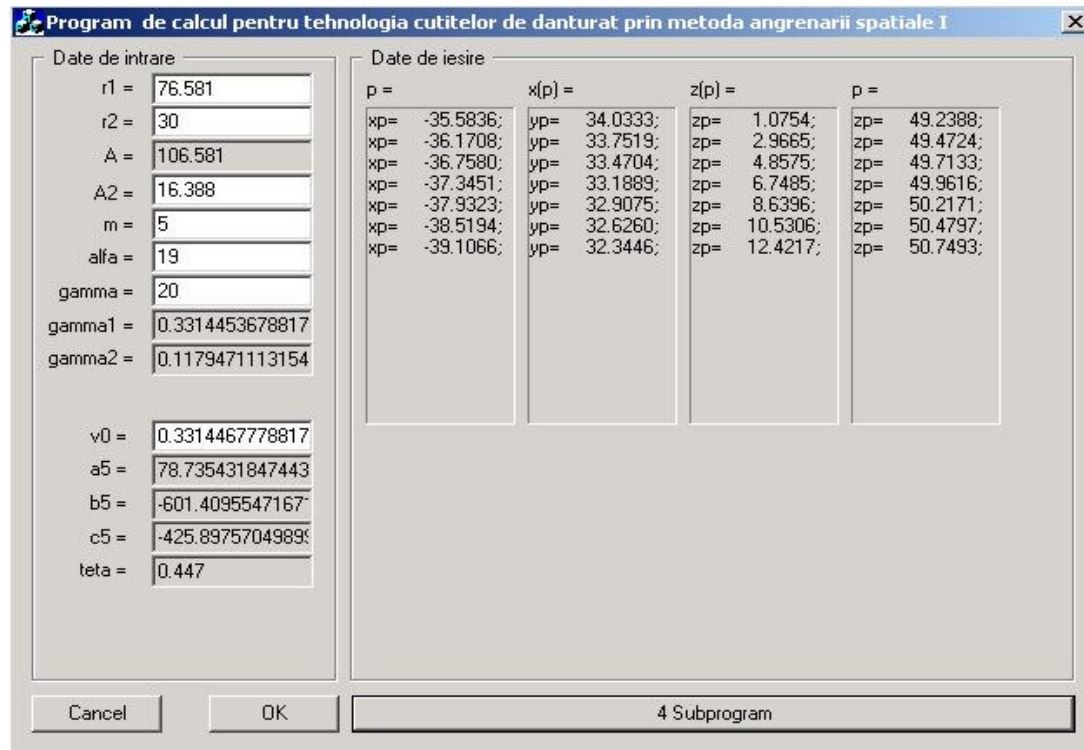 Program de calcul pentru tehnologia cutitelor de danturat prin metoda angrenarii spatiale I
Date de intrare
r1 = 76.581
r2 = 30
A = 106.581
A2 = 16.388
m = 5
alfa = 19
gamma = 20
gamma1 = 0.3314453678817
gamma2 = 0.1179471113154
v0 = 0.3314467778817
a5 = 78.735431847443
b5 = -601.409554716
c5 = -425.8975704989
teta = 0.447
Date de iesire
p = x(p) = z(p) = p =
xp= -35.5836; yp= 34.0333; zp= 1.0754; zp= 49.2388;
xp= -36.1708; yp= 33.7519; zp= 2.9665; zp= 49.4724;
xp= -36.7580; yp= 33.4704; zp= 4.8575; zp= 49.7133;
xp= -37.3451; yp= 33.1889; zp= 6.7485; zp= 49.9616;
xp= -37.9323; yp= 32.9075; zp= 8.6396; zp= 50.2171;
xp= -38.5194; yp= 32.6260; zp= 10.5306; zp= 50.4797;
xp= -39.1066; yp= 32.3446; zp= 12.4217; zp= 50.7493;
Cancel OK 4 Subprogram